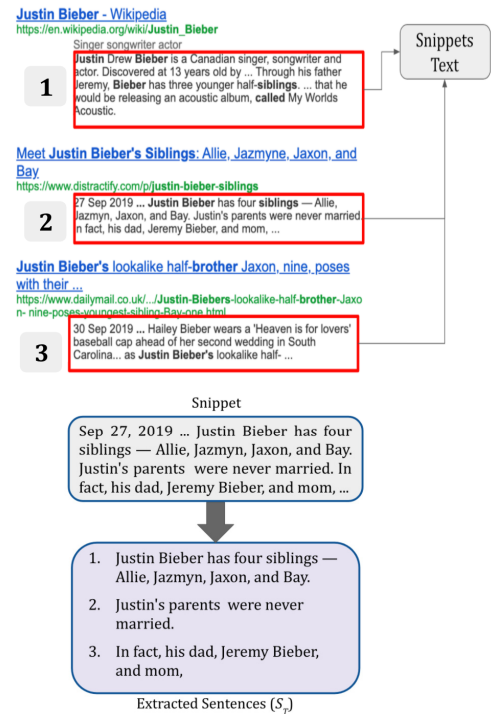 Justin Bieber - Wikipedia
https://en.wikipedia.org/wiki/Justin_Bieber
Singer songwriter actor
Justin Drew Bieber is a Canadian singer, songwriter and
actor. Discovered at 13 years old by ... Through his father
Jeremy, Bieber has three younger half-siblings. ... that he
would be releasing an acoustic album, called My Worlds
Acoustic.
1
Snippets
Text
Meet Justin Bieber's Siblings: Allie, Jazmyne, Jaxon, and
Bay
https://www.distractify.com/p/justin-bieber-siblings
27 Sep 2019 ... Justin Bieber has four siblings — Allie,
Jazmyn, Jaxon, and Bay. Justin's parents were never married.
In fact, his dad, Jeremy Bieber, and mom, ...
2
Justin Bieber's lookalike half-brother Jaxon, nine, poses
with their ...
https://www.dailymail.co.uk/.../Justin-Biebers-lookalike-half-brother-Jaxo
n- nine-poses-youngest-sibling-Bay-one.html
30 Sep 2019 ... Hailey Bieber wears a 'Heaven is for lovers'
baseball cap ahead of her second wedding in South
Carolina... as Justin Bieber's lookalike half- ...
3
Snippet
Sep 27, 2019 ... Justin Bieber has four
siblings — Allie, Jazmyn, Jaxon, and Bay.
Justin's parents were never married. In
fact, his dad, Jeremy Bieber, and mom, ...
1. Justin Bieber has four siblings —
Allie, Jazmyn, Jaxon, and Bay.
2. Justin's parents were never
married.
3. In fact, his dad, Jeremy Bieber,
and mom,
Extracted Sentences (S_T)